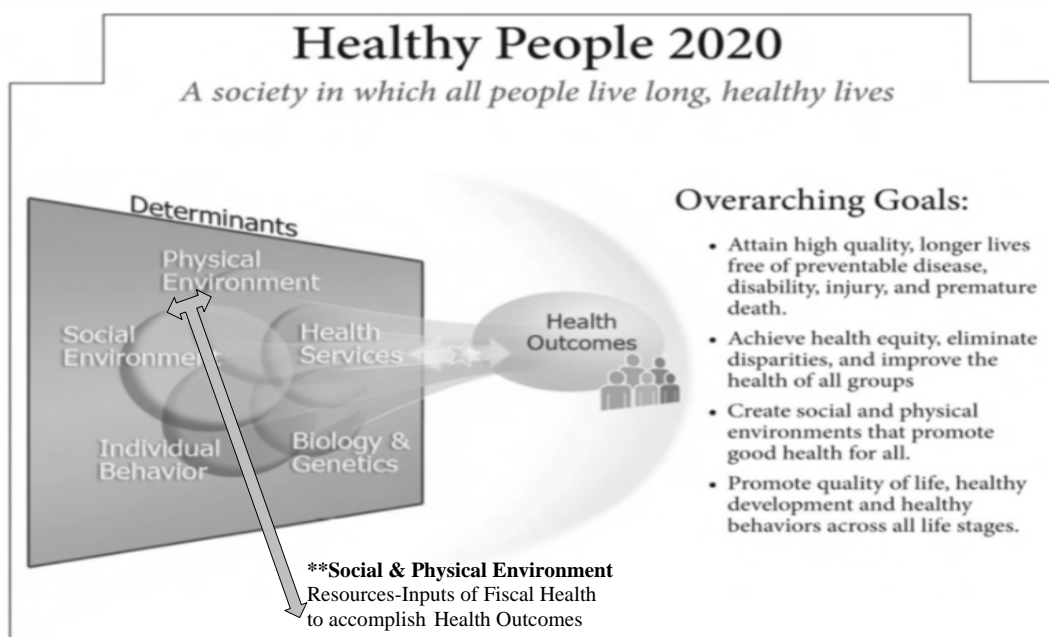 Healthy People 2020
A society in which all people live long, healthy lives
Determinants
Physical
Environment
Social
Environment
Health
Services
Individual
Behavior
Biology &
Genetics
Health
Outcomes
Overarching Goals:
• Attain high quality, longer lives
free of preventable disease,
disability, injury, and premature
death.
• Achieve health equity, eliminate
disparities, and improve the
health of all groups
• Create social and physical
environments that promote
good health for all.
• Promote quality of life, healthy
development and healthy
behaviors across all life stages.
**Social & Physical Environment
Resources-Inputs of Fiscal Health
to accomplish Health Outcomes